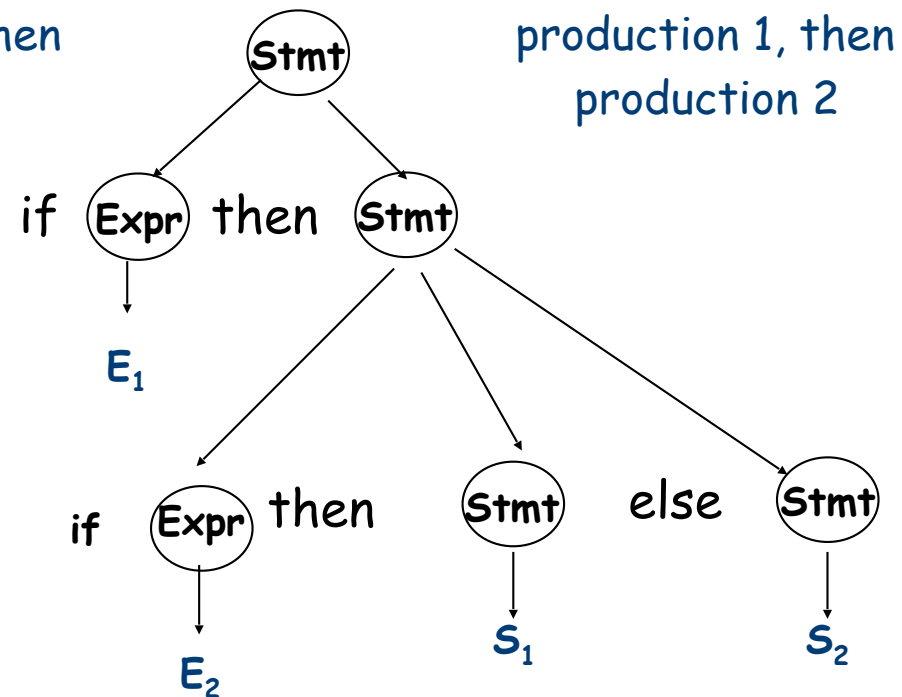 Stmt
production 1, then
production 2
if Expr then Stmt
E1
if Expr then Stmt else Stmt
S1 S2
E2